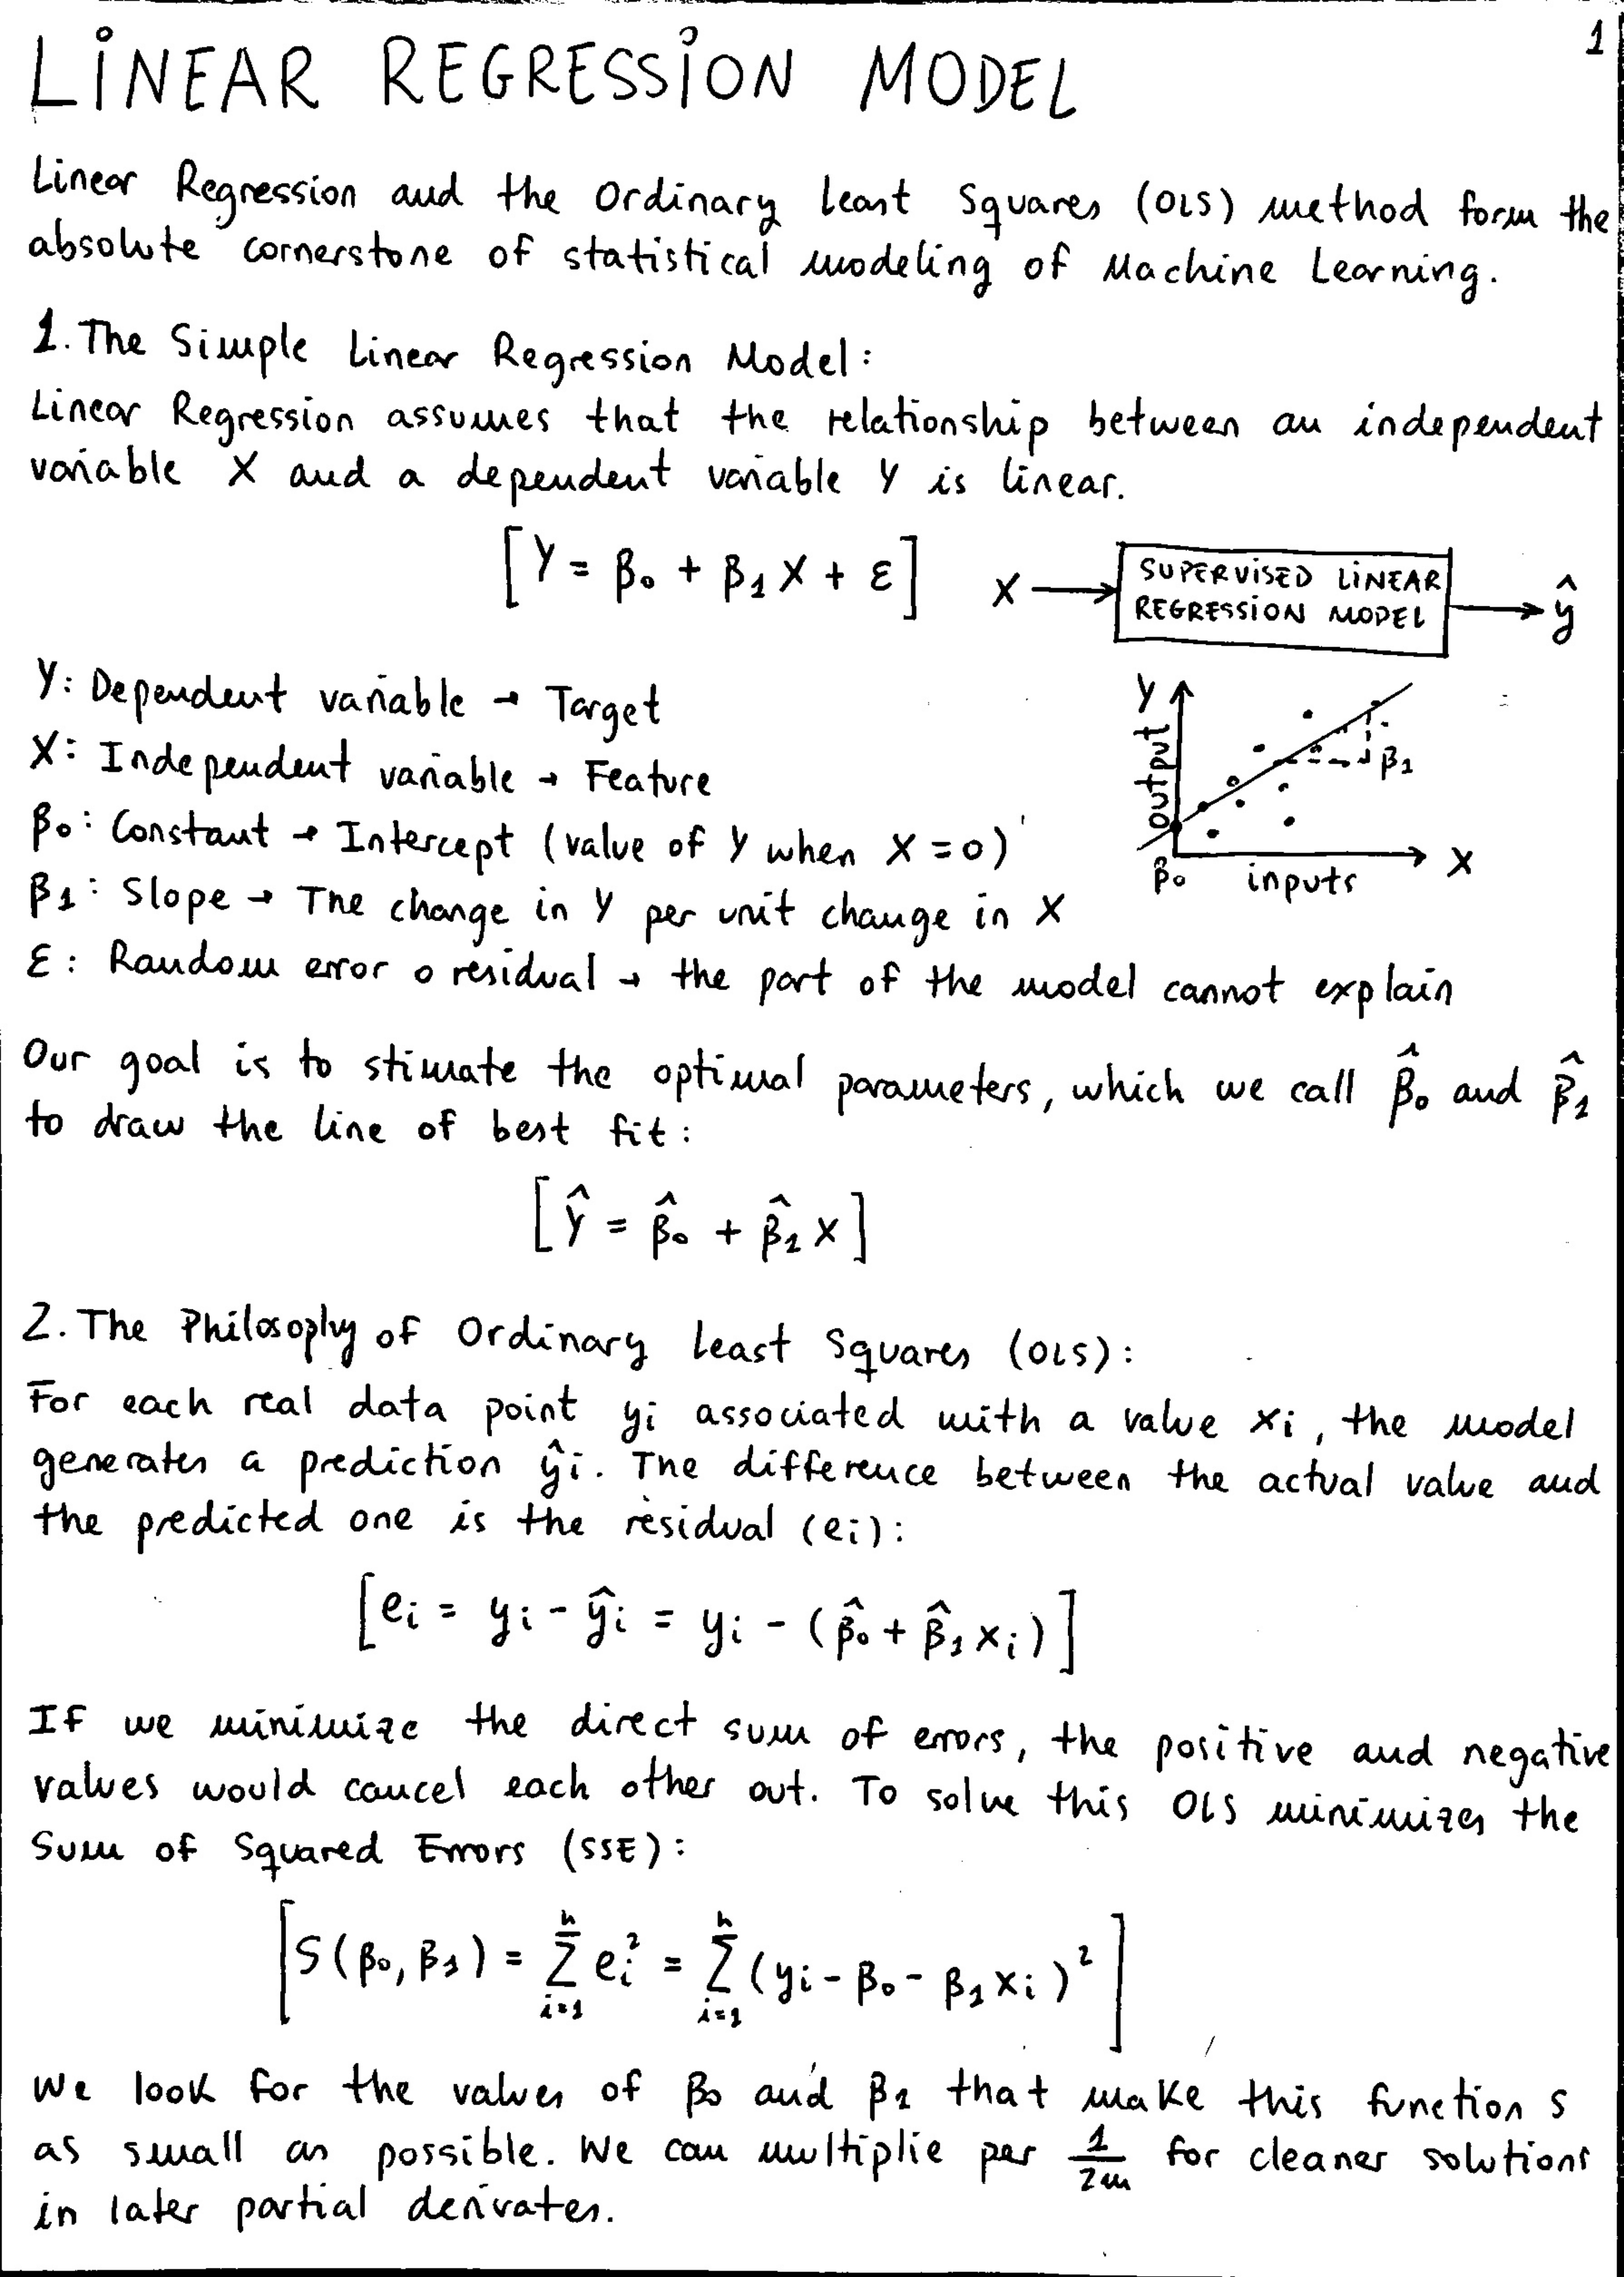 1
LINEAR REGRESSION MODEL
Linear Regression and the Ordinary Least Squares (OLS) method form the
absolute cornerstone of statistical modeling of Machine Learning.
1. The Simple Linear Regression Model:
Linear Regression assumes that the relationship between an independent
variable X and a dependent variable Y is linear.
[Y = β₀ + β₁ X + ε]
X → SUPERVISED LINEAR
REGRESSION MODEL → ŷ
Y: Dependent variable → Target
X: Independent variable → Feature
β₀: Constant → Intercept (value of Y when X = 0)
β₁: Slope → The change in Y per unit change in X
ε: Random error o residual → the part of the model cannot explain
Y
output
β₁
β₀
inputs
X
Our goal is to stimate the optimal parameters, which we call β̂₀ and β̂₁
to draw the line of best fit:
[Ŷ = β̂₀ + β̂₁ X]
2. The Philosophy of Ordinary Least Squares (OLS):
For each real data point yᵢ associated with a value xᵢ, the model
generates a prediction ŷᵢ. The difference between the actual value and
the predicted one is the residual (eᵢ):
[eᵢ = yᵢ - ŷᵢ = yᵢ - (β̂₀ + β̂₁ xᵢ)]
If we minimize the direct sum of errors, the positive and negative
values would cancel each other out. To solve this OLS minimizes the
Sum of Squared Errors (SSE):
[S(β₀, β₁) = Σᵢ₌₁ⁿ eᵢ² = Σᵢ₌₁ⁿ (yᵢ - β₀ - β₁ xᵢ)²]
We look for the values of β₀ and β₁ that make this function S
as small as possible. We can multiplie per 1/2m for cleaner solutions
in later partial derivates.